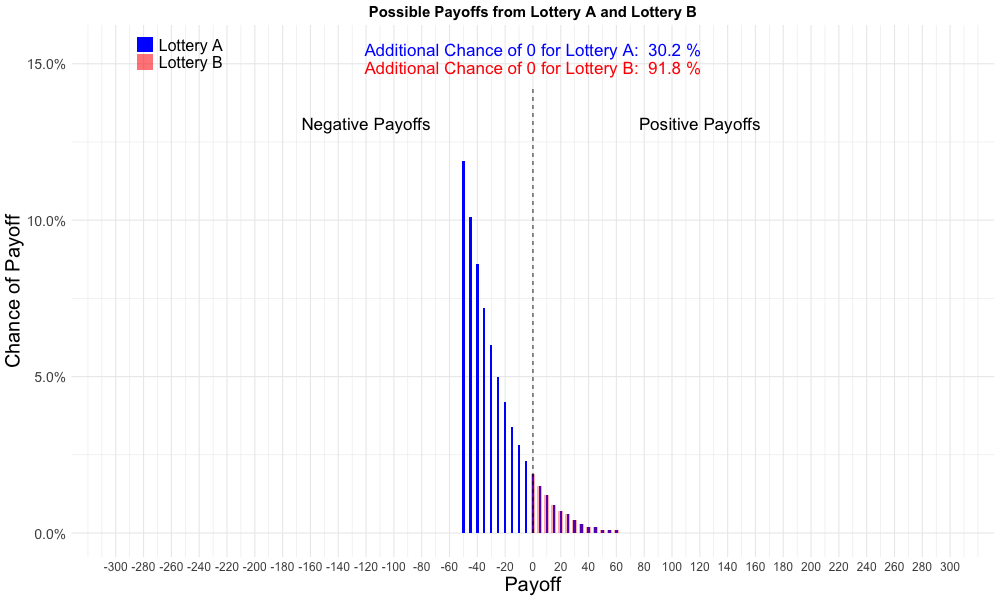 Possible Payoffs from Lottery A and Lottery B
Lottery A
Lottery B
Additional Chance of 0 for Lottery A: 30.2 %
Additional Chance of 0 for Lottery B: 91.8 %
Negative Payoffs
Positive Payoffs
Chance of Payoff
15.0%
10.0%
5.0%
0.0%
-300 -280 -260 -240 -220 -200 -180 -160 -140 -120 -100 -80 -60 -40 -20 0 20 40 60 80 100 120 140 160 180 200 220 240 260 280 300
Payoff